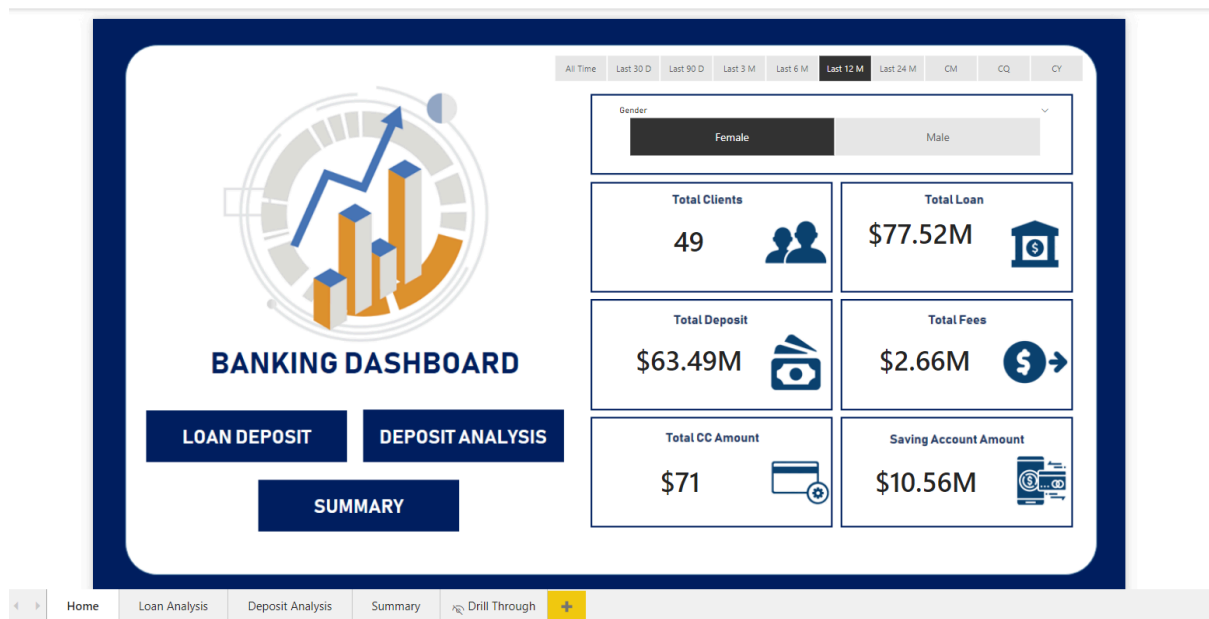 All Time Last 30 D Last 90 D Last 3 M Last 6 M Last 12 M Last 24 M CM CQ CY
Gender
Female Male
Total Clients
49
Total Loan
$77.52M
Total Deposit
$63.49M
Total Fees
$2.66M
Total CC Amount
$71
Saving Account Amount
$10.56M
BANKING DASHBOARD
LOAN DEPOSIT
DEPOSIT ANALYSIS
SUMMARY
Home Loan Analysis Deposit Analysis Summary Drill Through +